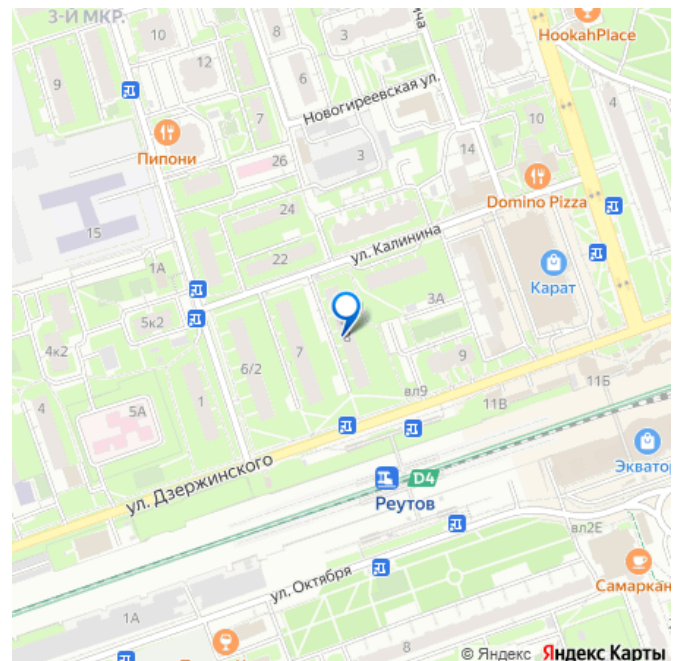 3-Й МКР.
10
8
3
HookahPlace
9
12
6
4
Новогиреевская ул.
7
10
Пипони
26
3
14
Domino Pizza
24
15
ул. Калинина
1А
22
Карат
3А
5к2
4к2
8
6/2
7
9
11Б
4
1
вл9
11В
5А
Экватор
ул. Дзержинского
D4
Реутов
вл2Е
ул. Октября
Самаркан
1А
8
© Яндекс Яндекс Карты